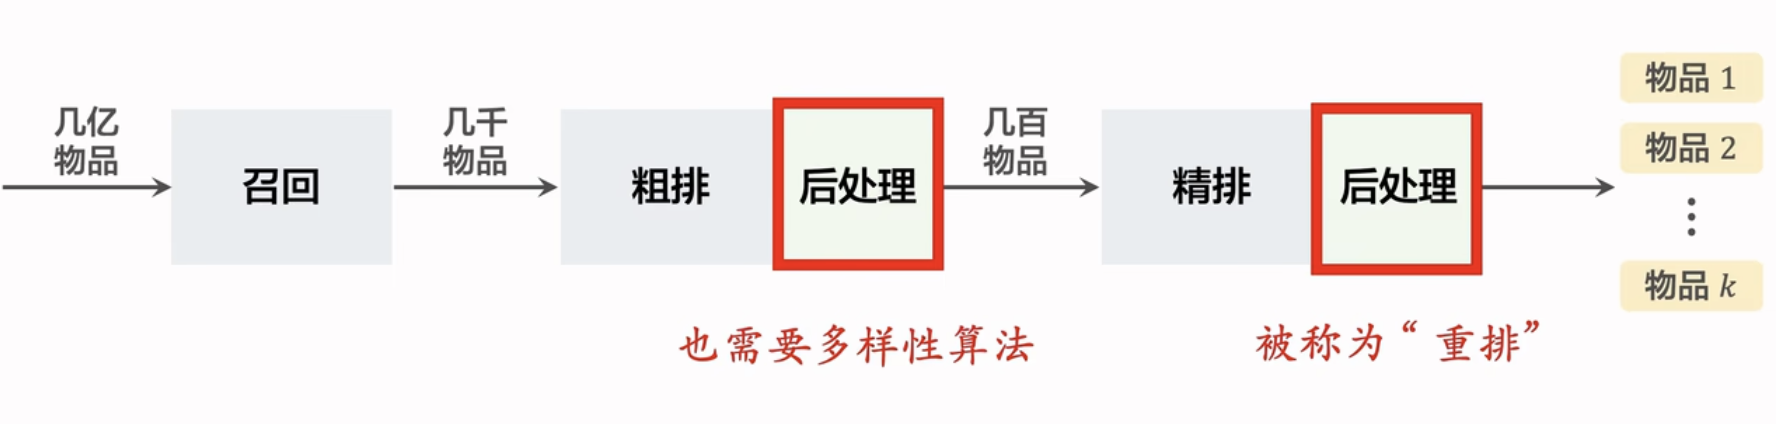 几亿
物品
召回
几千
物品
粗排
后处理
几百
物品
精排
后处理
物品 1
物品 2
⋮
物品 k
也需要多样性算法
被称为“重排”